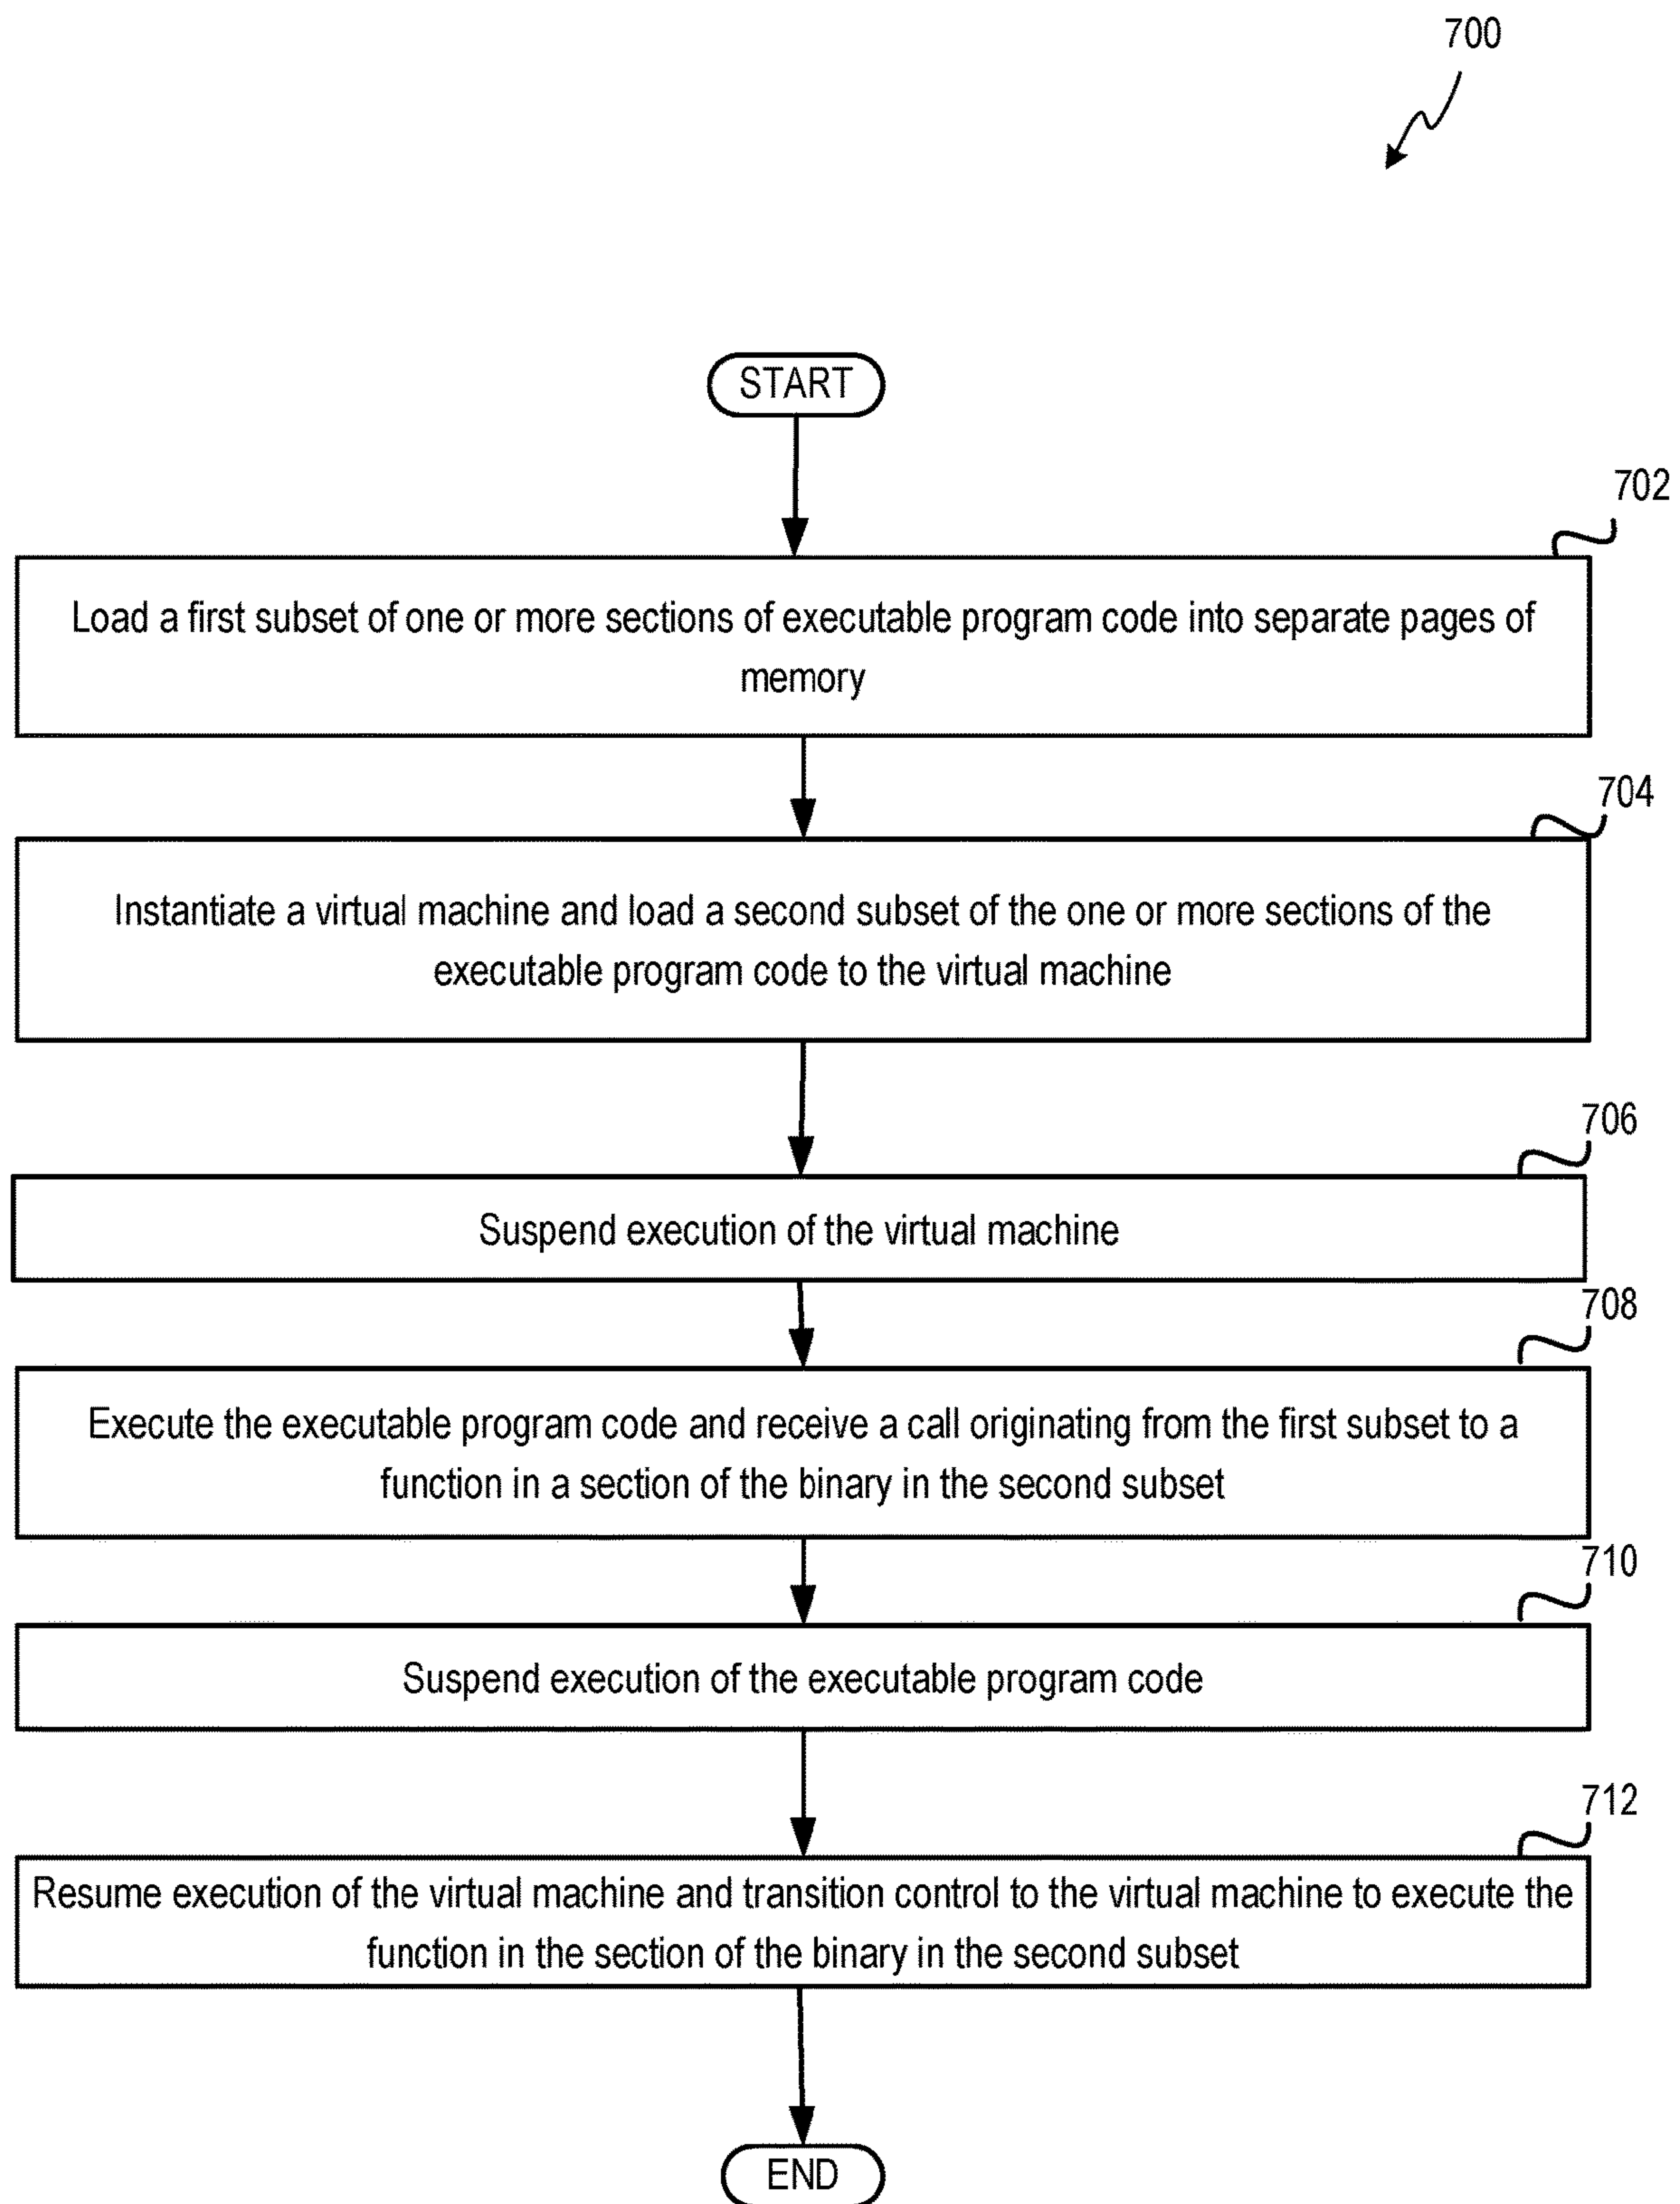 700
START
702
Load a first subset of one or more sections of executable program code into separate pages of
memory
704
Instantiate a virtual machine and load a second subset of the one or more sections of the
executable program code to the virtual machine
706
Suspend execution of the virtual machine
708
Execute the executable program code and receive a call originating from the first subset to a
function in a section of the binary in the second subset
710
Suspend execution of the executable program code
712
Resume execution of the virtual machine and transition control to the virtual machine to execute the
function in the section of the binary in the second subset
END